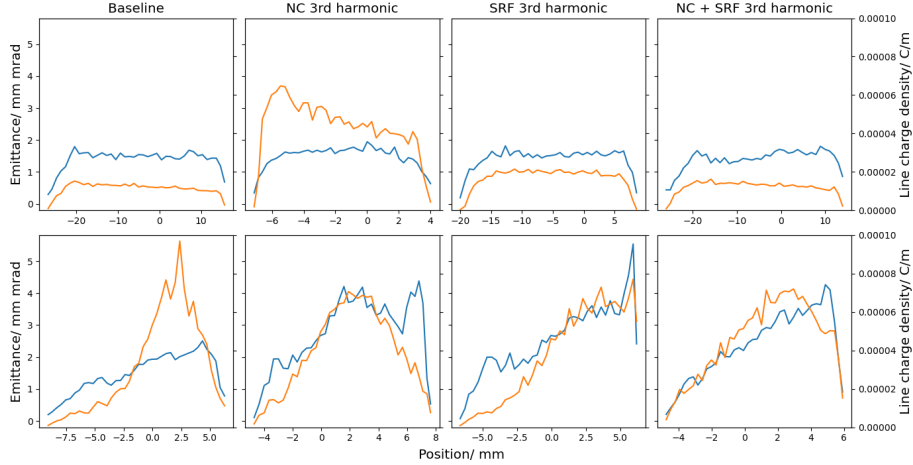 Baseline
NC 3rd harmonic
SRF 3rd harmonic
NC + SRF 3rd harmonic
Emittance/ mm mrad
5
4
3
2
1
0
0.00010
0.00008
0.00006
0.00004
0.00002
0.00000
Line charge density/ C/m
−20 −10 0 10
−6 −4 −2 0 2 4
−20 −15 −10 −5 0 5
−20 −10 0 10
Emittance/ mm mrad
5
4
3
2
1
0
0.00010
0.00008
0.00006
0.00004
0.00002
0.00000
Line charge density/ C/m
−7.5 −5.0 −2.5 0.0 2.5 5.0
−4 −2 0 2 4 6 8
−5.0 −2.5 0.0 2.5 5.0
−4 −2 0 2 4 6
Position/ mm